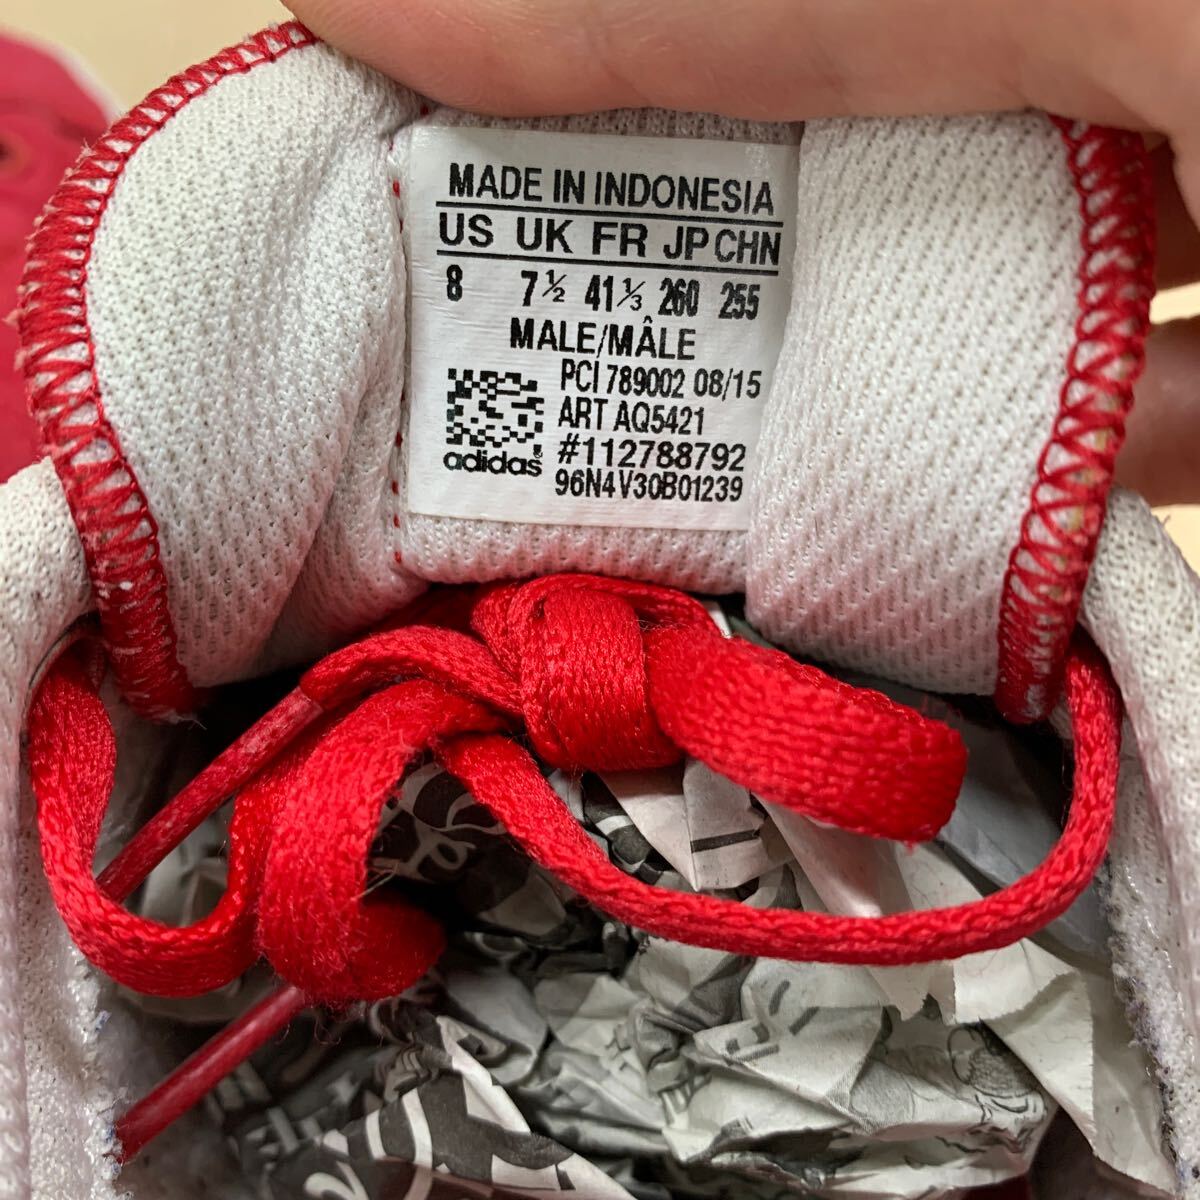 MADE IN INDONESIA
US UK FR JP CHN
8 7½ 41⅓ 260 255
MALE/MÂLE
PCI 789002 08/15
ART AQ5421
#112788792
adidas
96N4V30B01239